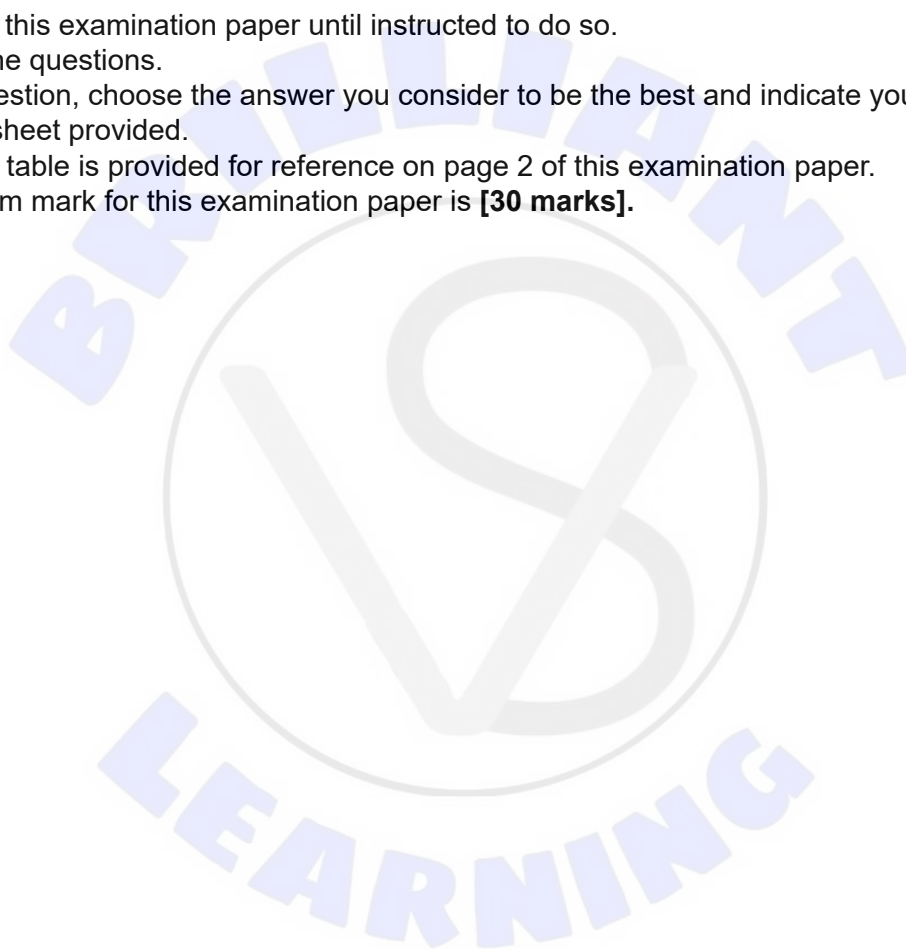 this examination paper until instructed to do so.
ne questions.
estion, choose the answer you consider to be the best and indicate you
sheet provided.
table is provided for reference on page 2 of this examination paper.
m mark for this examination paper is [30 marks].
BRILLIANT
VS
LEARNING